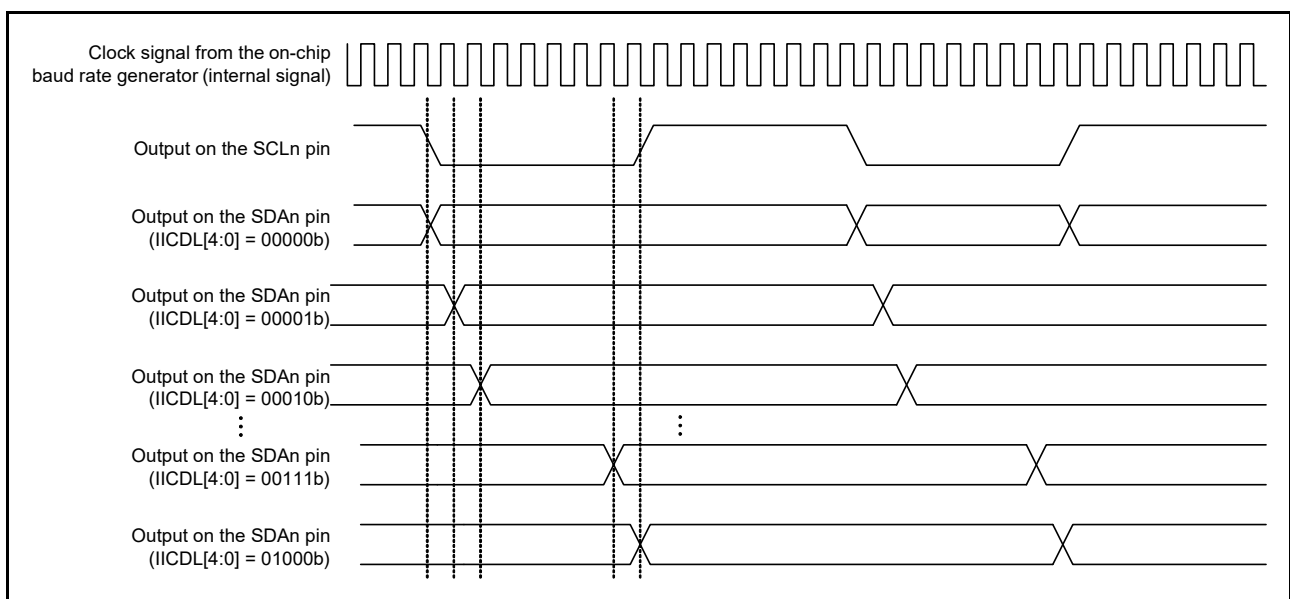 Clock signal from the on-chip
baud rate generator (internal signal)
Output on the SCLn pin
Output on the SDAn pin
(IICDL[4:0] = 00000b)
Output on the SDAn pin
(IICDL[4:0] = 00001b)
Output on the SDAn pin
(IICDL[4:0] = 00010b)
Output on the SDAn pin
(IICDL[4:0] = 00111b)
Output on the SDAn pin
(IICDL[4:0] = 01000b)